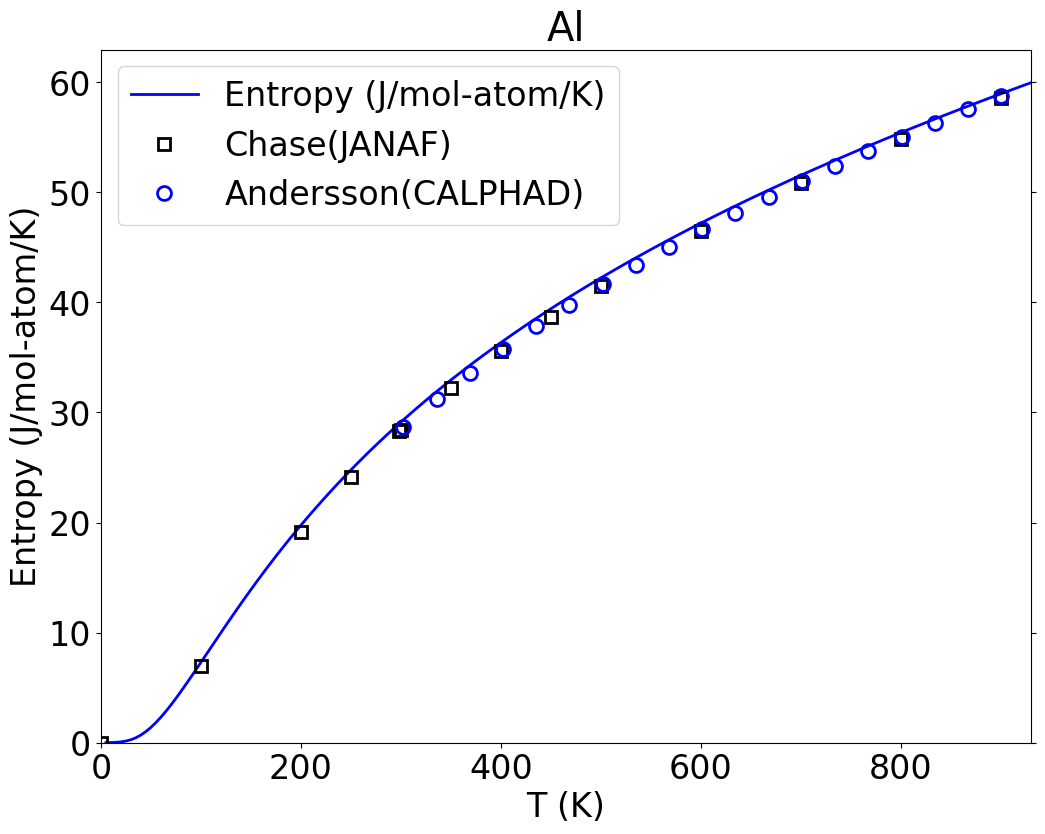 Al
Entropy (J/mol-atom/K)
Chase(JANAF)
Andersson(CALPHAD)
Entropy (J/mol-atom/K)
60
50
40
30
20
10
0
0 200 400 600 800
T (K)